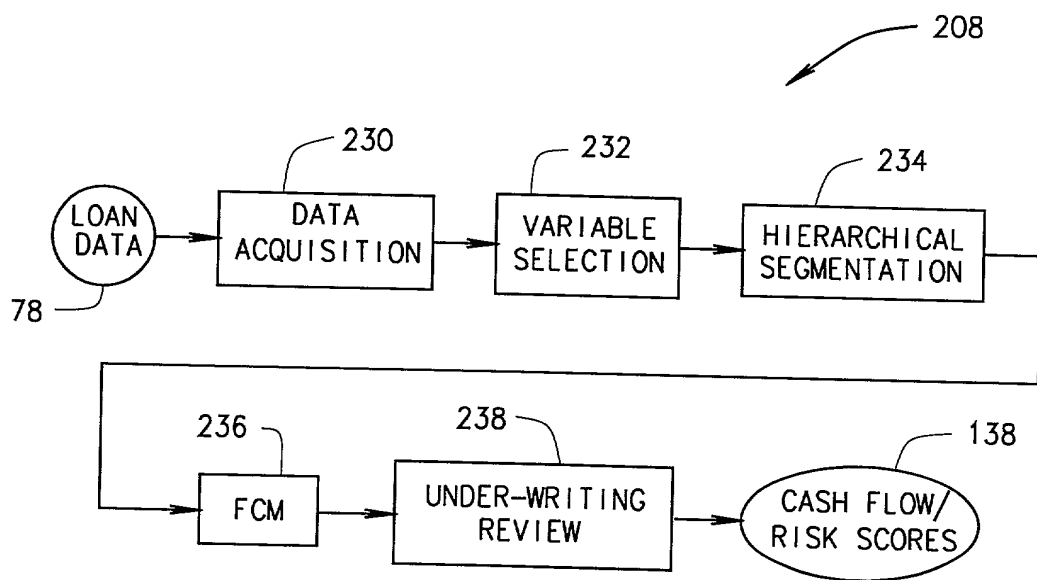 208
230
232
234
LOAN
DATA
DATA
ACQUISITION
VARIABLE
SELECTION
HIERARCHICAL
SEGMENTATION
78
236
238
138
FCM
UNDER-WRITING
REVIEW
CASH FLOW/
RISK SCORES